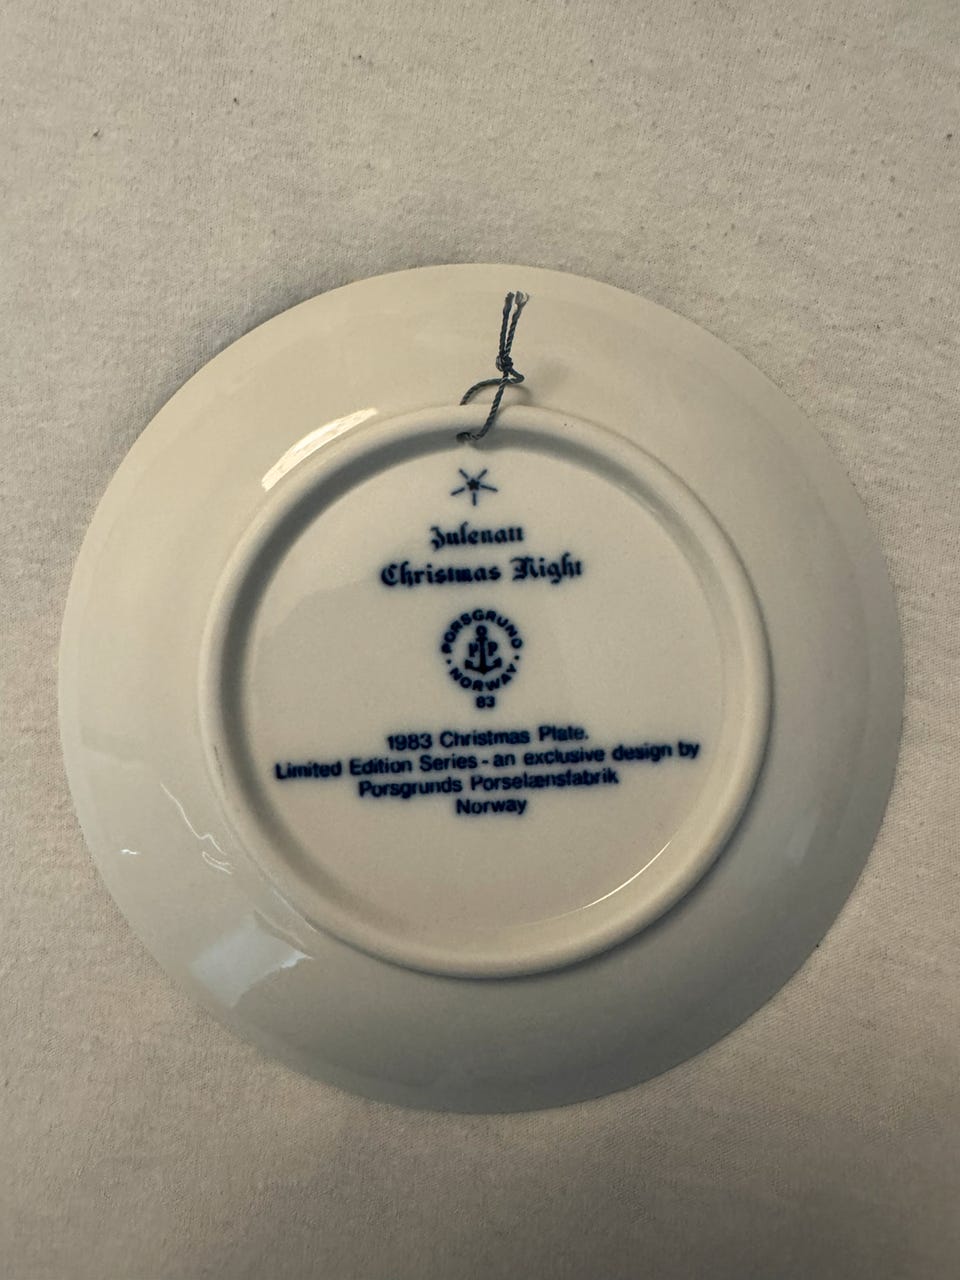 Julenatt
Christmas Night
PORSGRUND
P P
NORWAY
83
1983 Christmas Plate.
Limited Edition Series - an exclusive design by
Porsgrunds Porselænsfabrik
Norway